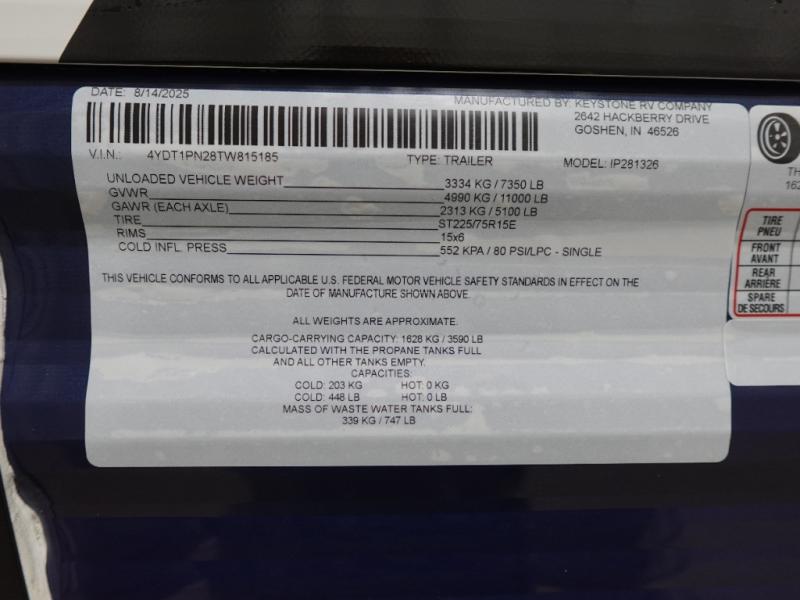 DATE: 8/14/2025
MANUFACTURED BY: KEYSTONE RV COMPANY
2642 HACKBERRY DRIVE
GOSHEN, IN 46526
V.I.N.: 4YDT1PN28TW815185 TYPE: TRAILER MODEL: IP281326
UNLOADED VEHICLE WEIGHT 3334 KG / 7350 LB
GVWR 4990 KG / 11000 LB
GAWR (EACH AXLE) 2313 KG / 5100 LB
TIRE ST225/75R15E
RIMS 15x6
COLD INFL. PRESS 552 KPA / 80 PSI/LPC - SINGLE
THIS VEHICLE CONFORMS TO ALL APPLICABLE U.S. FEDERAL MOTOR VEHICLE SAFETY STANDARDS IN EFFECT ON THE
DATE OF MANUFACTURE SHOWN ABOVE.
ALL WEIGHTS ARE APPROXIMATE.
CARGO-CARRYING CAPACITY: 1628 KG / 3590 LB
CALCULATED WITH THE PROPANE TANKS FULL
AND ALL OTHER TANKS EMPTY.
CAPACITIES:
COLD: 203 KG HOT: 0 KG
COLD: 448 LB HOT: 0 LB
MASS OF WASTE WATER TANKS FULL:
339 KG / 747 LB
TH
162
TIRE
PNEU
FRONT
AVANT
REAR
ARRIÈRE
SPARE
DE SECOURS